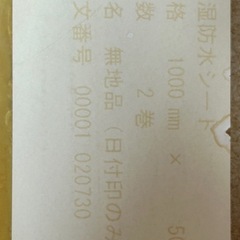 湿防水シート
格 1000 mm × 5
数 2 巻
名 無地品（日付印のみ
文番号 00001 020730